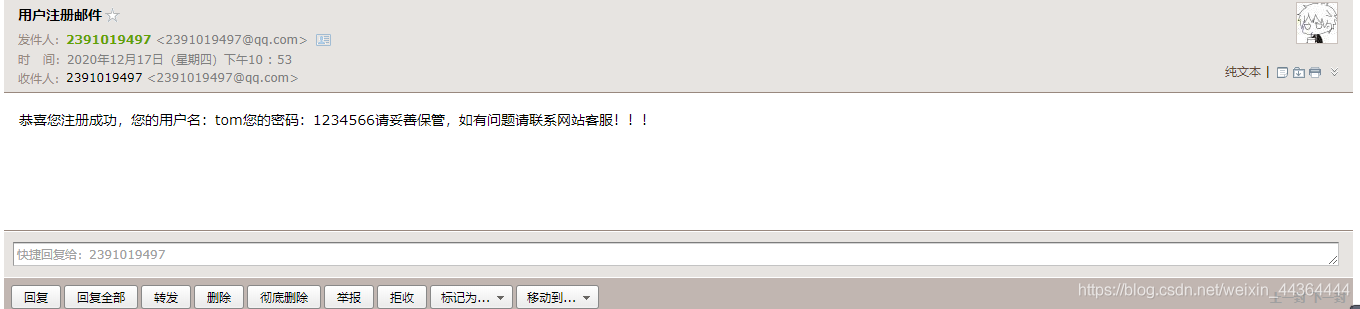 用户注册邮件
发件人：2391019497 <2391019497@qq.com>
时　间：2020年12月17日（星期四）下午10：53
收件人：2391019497 <2391019497@qq.com>
纯文本 |
恭喜您注册成功，您的用户名：tom您的密码：1234566请妥善保管，如有问题请联系网站客服！！！
快捷回复给：2391019497
回复 回复全部 转发 删除 彻底删除 举报 拒收 标记为... 移动到...
上一封 下一封
https://blog.csdn.net/weixin_44364444